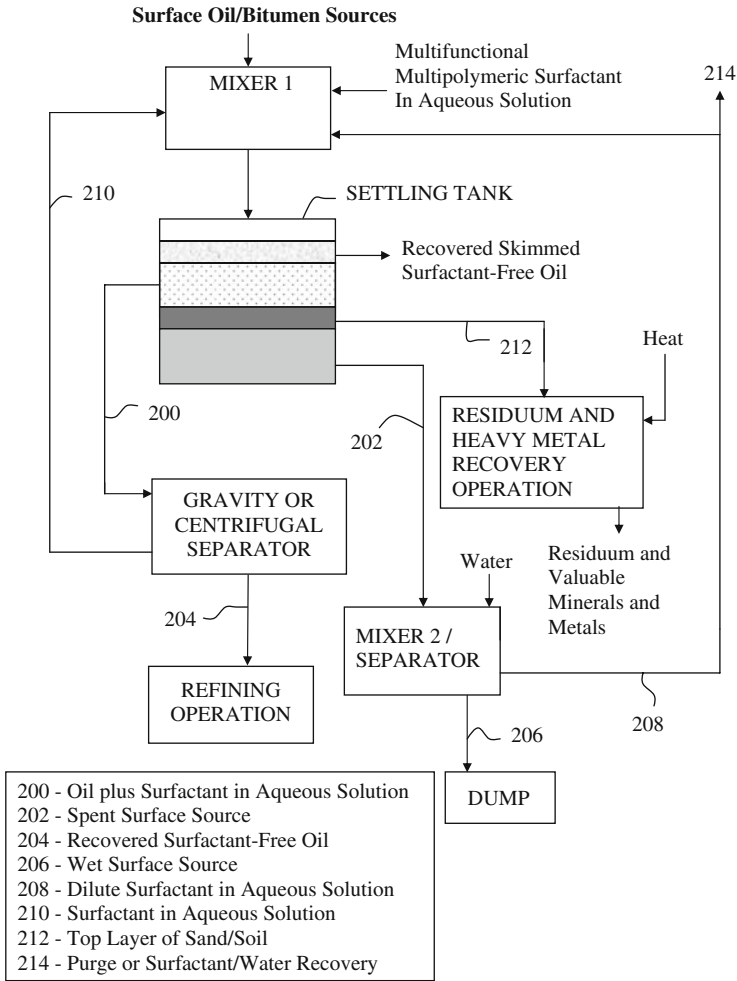 Surface Oil/Bitumen Sources
MIXER 1
Multifunctional
Multipolymeric Surfactant
In Aqueous Solution
214
210
SETTLING TANK
Recovered Skimmed
Surfactant-Free Oil
212
Heat
200
202
RESIDUUM AND
HEAVY METAL
RECOVERY
OPERATION
GRAVITY OR
CENTRIFUGAL
SEPARATOR
Water
Residuum and
Valuable
Minerals and
Metals
204
MIXER 2 /
SEPARATOR
REFINING
OPERATION
208
206
DUMP
200 - Oil plus Surfactant in Aqueous Solution
202 - Spent Surface Source
204 - Recovered Surfactant-Free Oil
206 - Wet Surface Source
208 - Dilute Surfactant in Aqueous Solution
210 - Surfactant in Aqueous Solution
212 - Top Layer of Sand/Soil
214 - Purge or Surfactant/Water Recovery